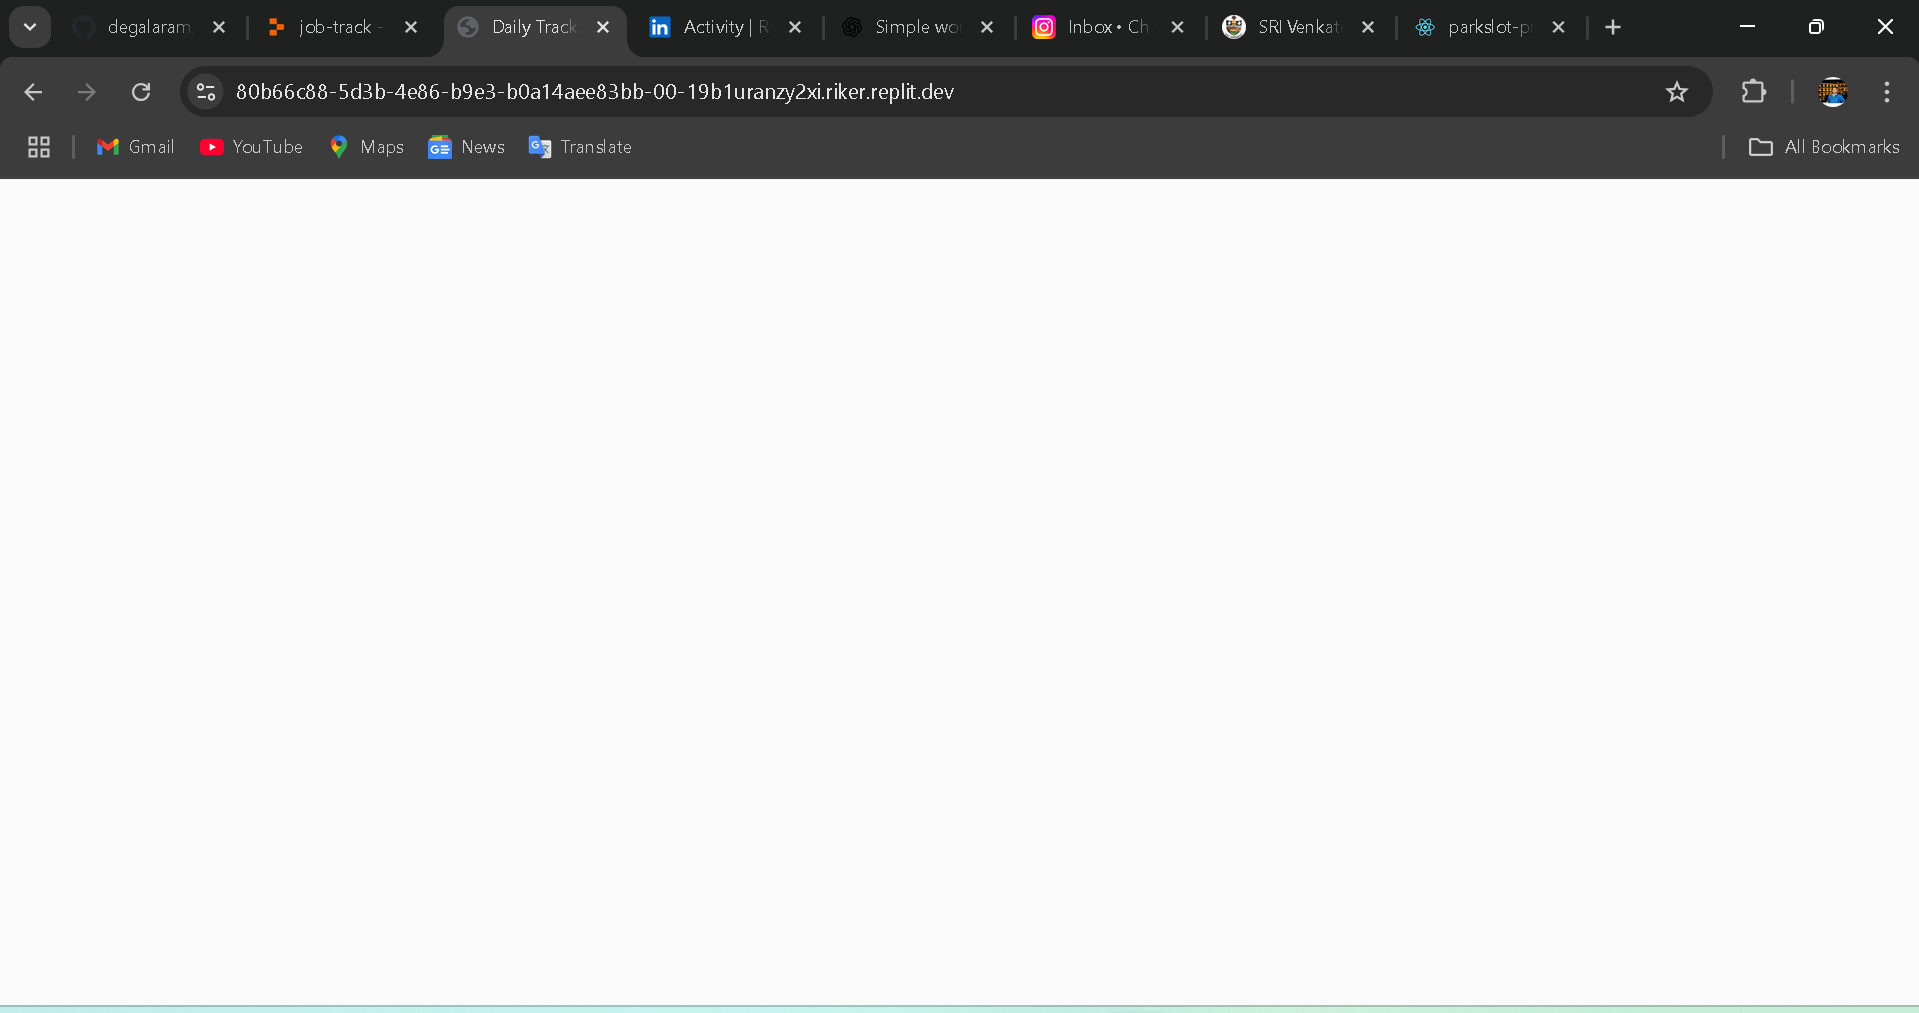 degalaram
job-track -
Daily Track
Activity | R
Simple wo
Inbox • Ch
SRI Venkat
parkslot-p
80b66c88-5d3b-4e86-b9e3-b0a14aee83bb-00-19b1uranzy2xi.riker.replit.dev
Gmail YouTube Maps News Translate All Bookmarks